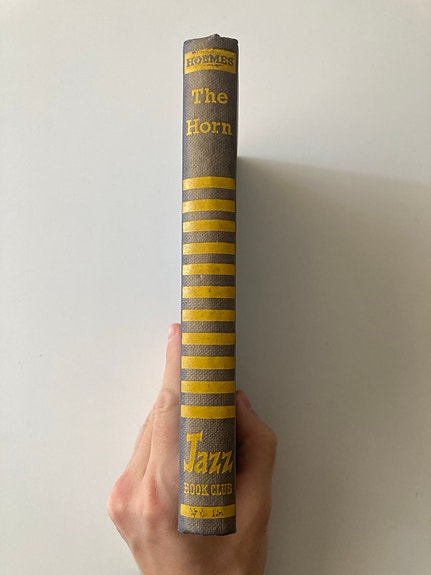 HOLMES
The
Horn
Jazz
BOOK CLUB